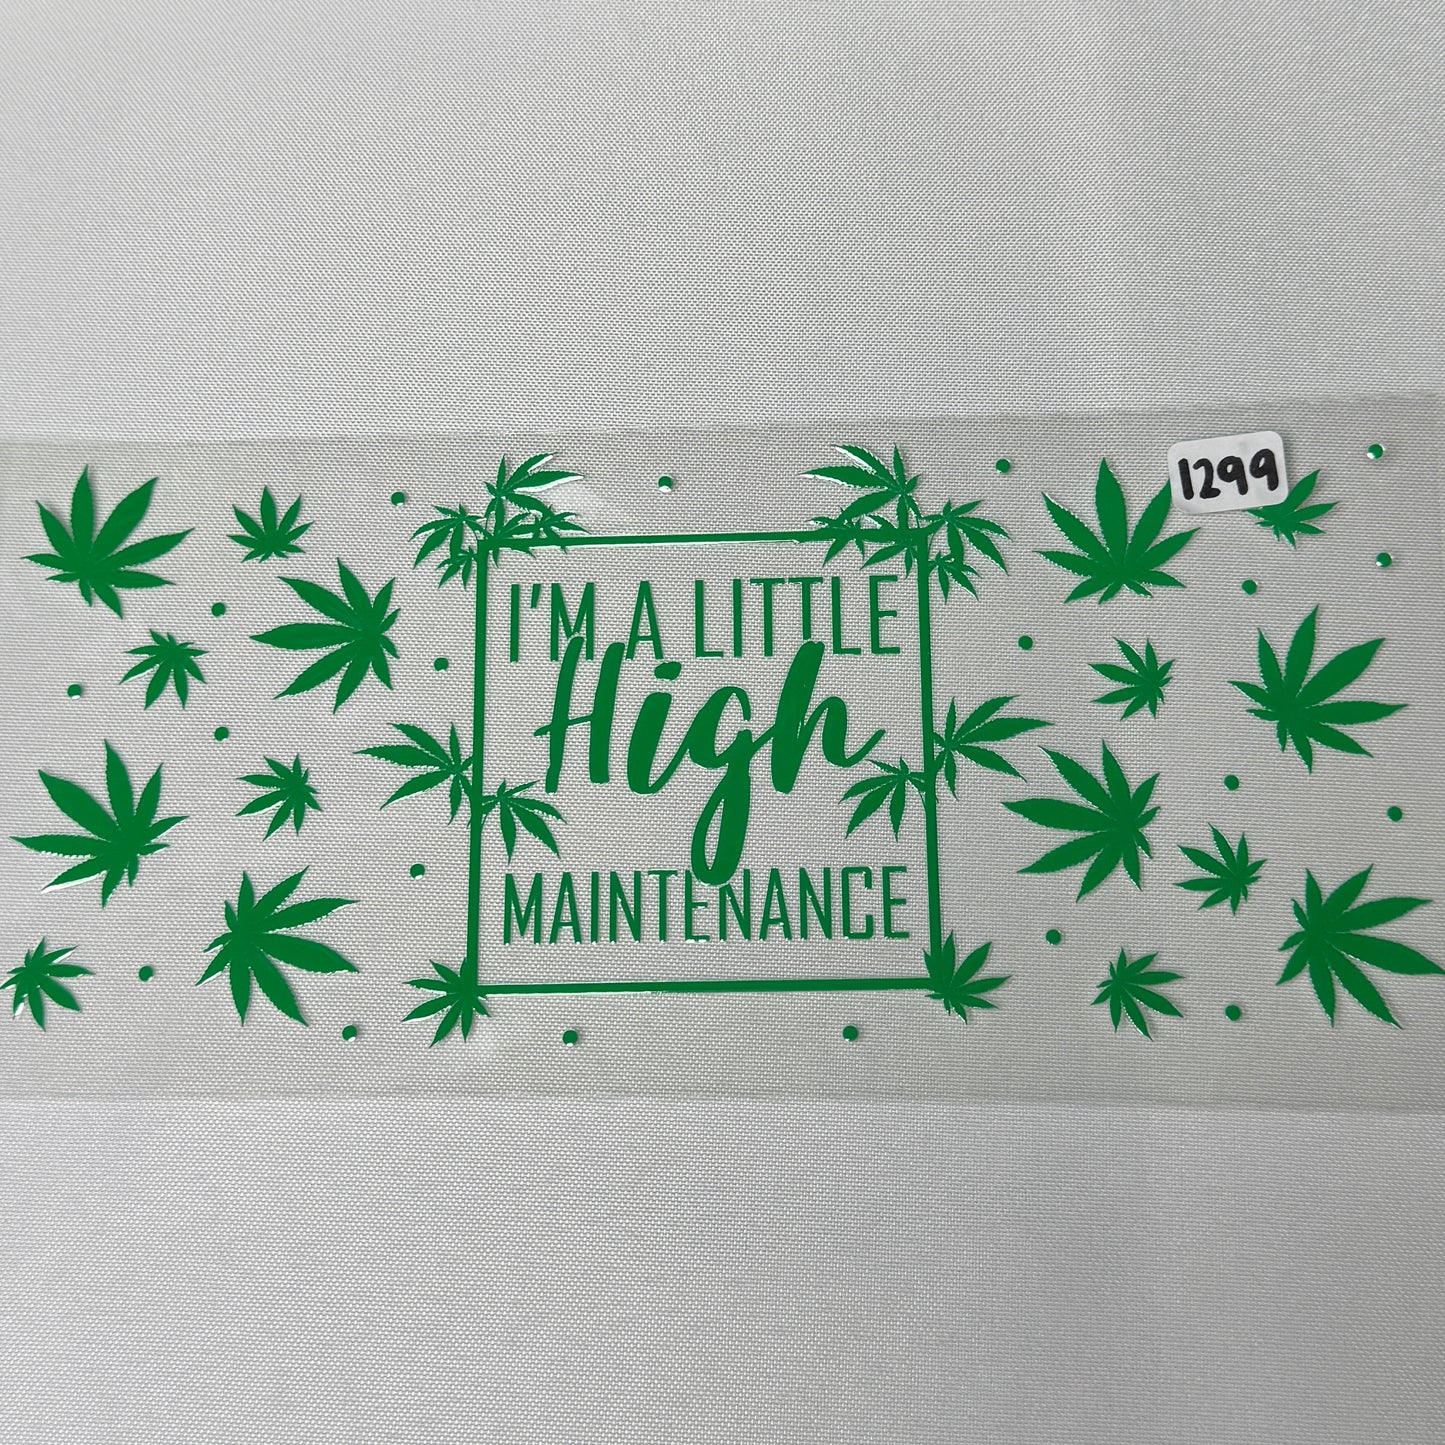 1299
I'M A LITTLE
High
MAINTENANCE